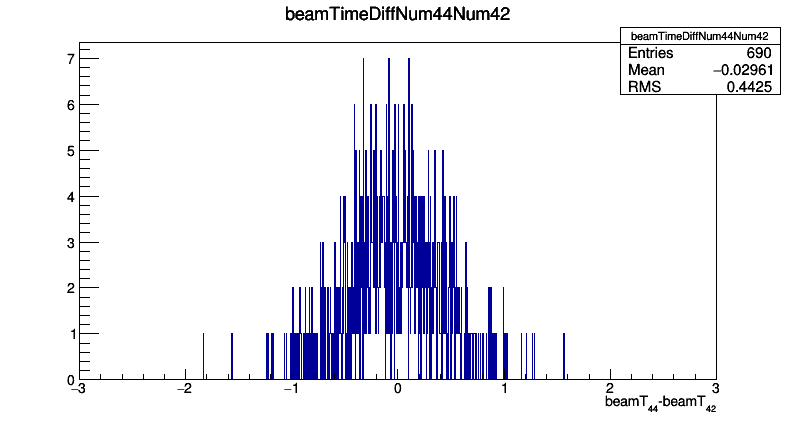 beamTimeDiffNum44Num42
beamTimeDiffNum44Num42
Entries 690
Mean −0.02961
RMS 0.4425
7
6
5
4
3
2
1
0
−3 −2 −1 0 1 2 3
beamT44-beamT42